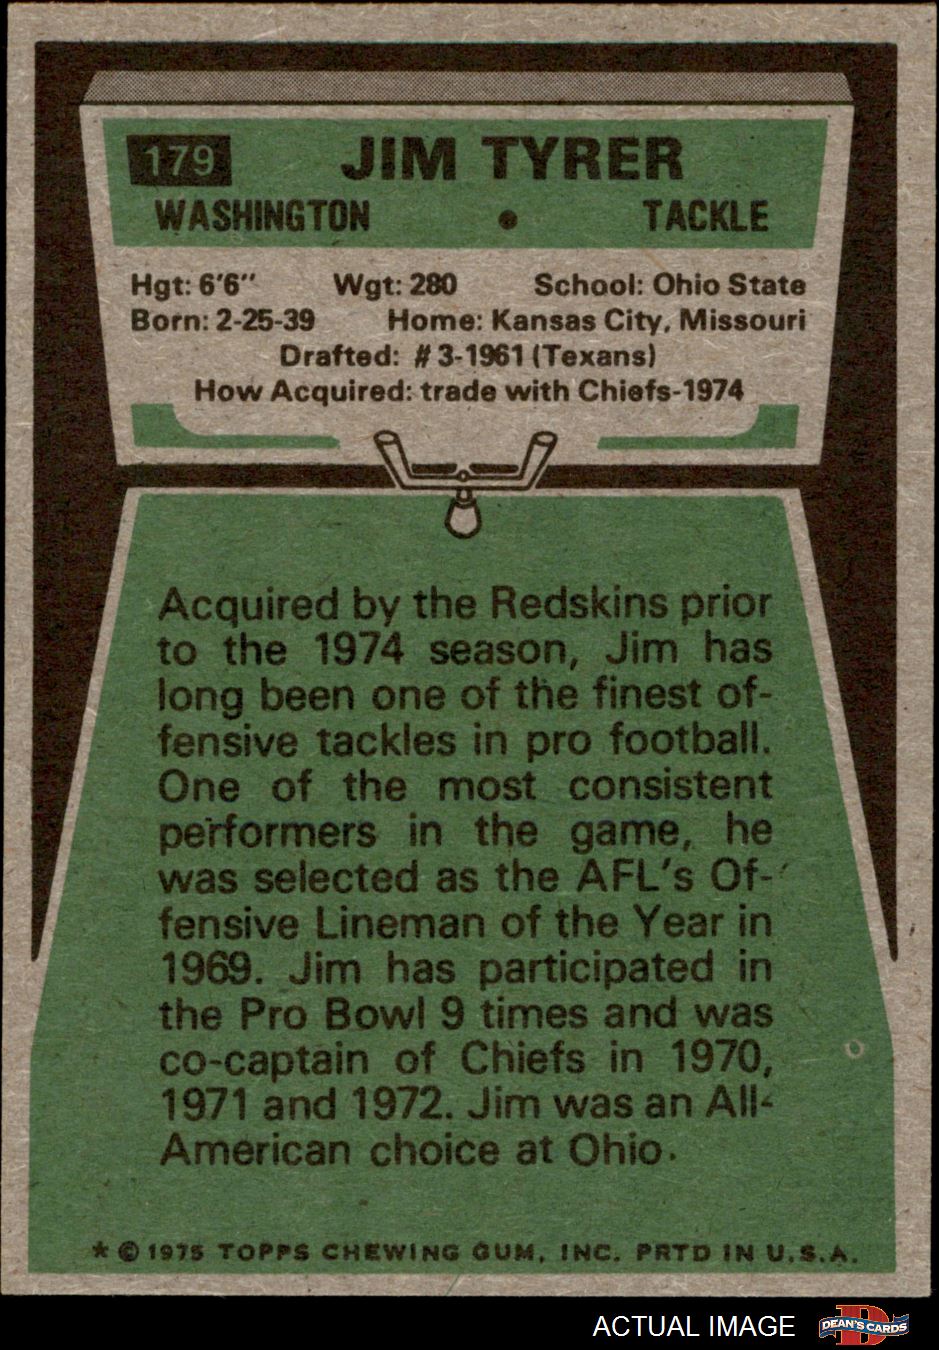 179 JIM TYRER
WASHINGTON • TACKLE
Hgt: 6'6" Wgt: 280 School: Ohio State
Born: 2-25-39 Home: Kansas City, Missouri
Drafted: #3-1961 (Texans)
How Acquired: trade with Chiefs-1974
Acquired by the Redskins prior
to the 1974 season, Jim has
long been one of the finest of-
fensive tackles in pro football.
One of the most consistent
performers in the game, he
was selected as the AFL's Of-
fensive Lineman of the Year in
1969. Jim has participated in
the Pro Bowl 9 times and was
co-captain of Chiefs in 1970,
1971 and 1972. Jim was an All-
American choice at Ohio.
* © 1975 TOPPS CHEWING GUM, INC. PRTD IN U.S.A.
ACTUAL IMAGE DEAN'S CARDS